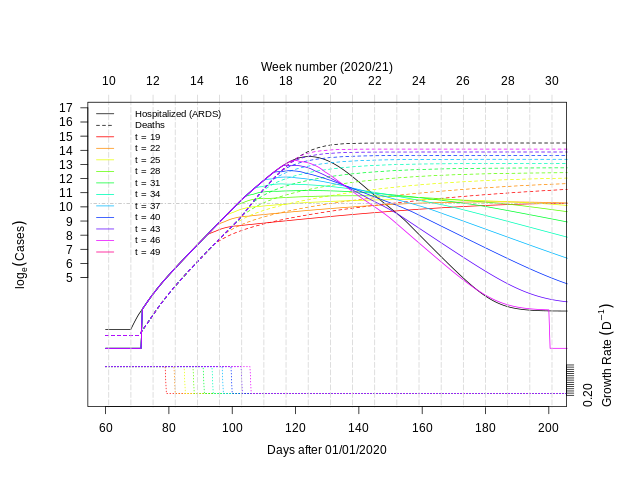 Week number (2020/21)
10 12 14 16 18 20 22 24 26 28 30
17
16
15
14
13
12
11
10
9
8
7
6
5
loge(Cases)
Hospitalized (ARDS)
Deaths
t = 19
t = 22
t = 25
t = 28
t = 31
t = 34
t = 37
t = 40
t = 43
t = 46
t = 49
0.20
Growth Rate (D⁻¹)
60 80 100 120 140 160 180 200
Days after 01/01/2020